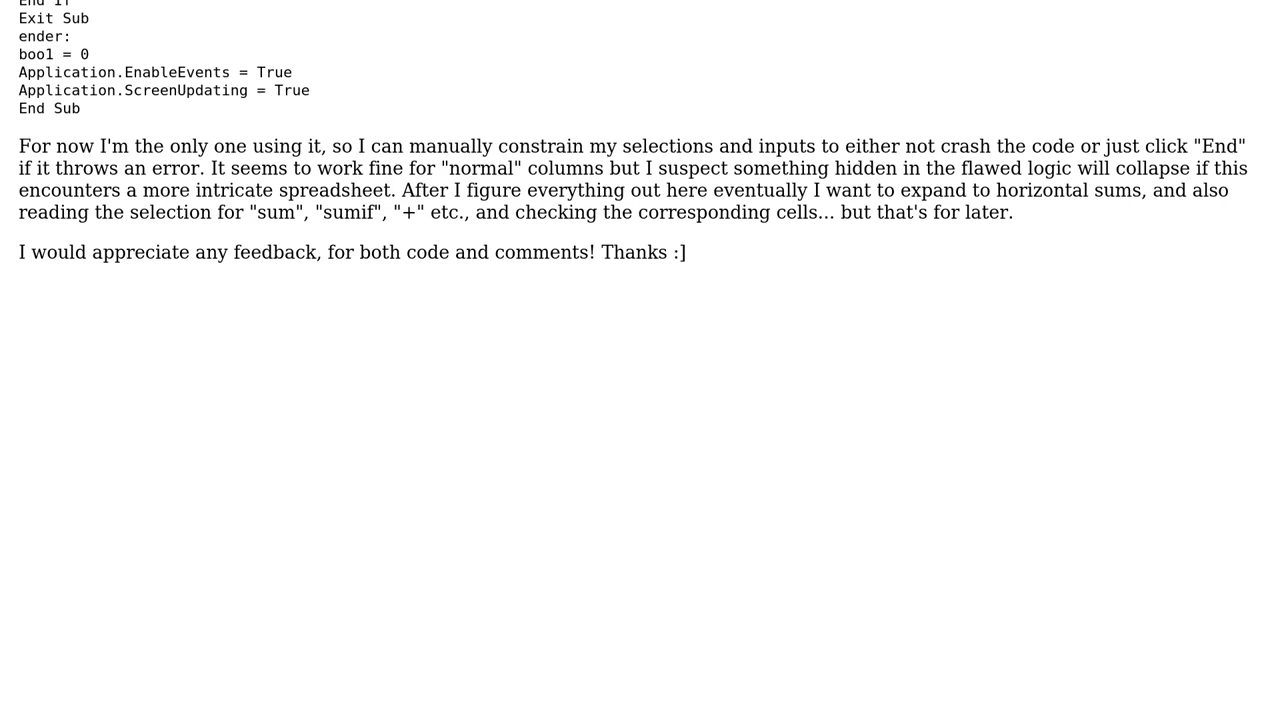 End If
Exit Sub
ender:
boo1 = 0
Application.EnableEvents = True
Application.ScreenUpdating = True
End Sub
For now I'm the only one using it, so I can manually constrain my selections and inputs to either not crash the code or just click "End"
if it throws an error. It seems to work fine for "normal" columns but I suspect something hidden in the flawed logic will collapse if this
encounters a more intricate spreadsheet. After I figure everything out here eventually I want to expand to horizontal sums, and also
reading the selection for "sum", "sumif", "+" etc., and checking the corresponding cells... but that's for later.
I would appreciate any feedback, for both code and comments! Thanks :]